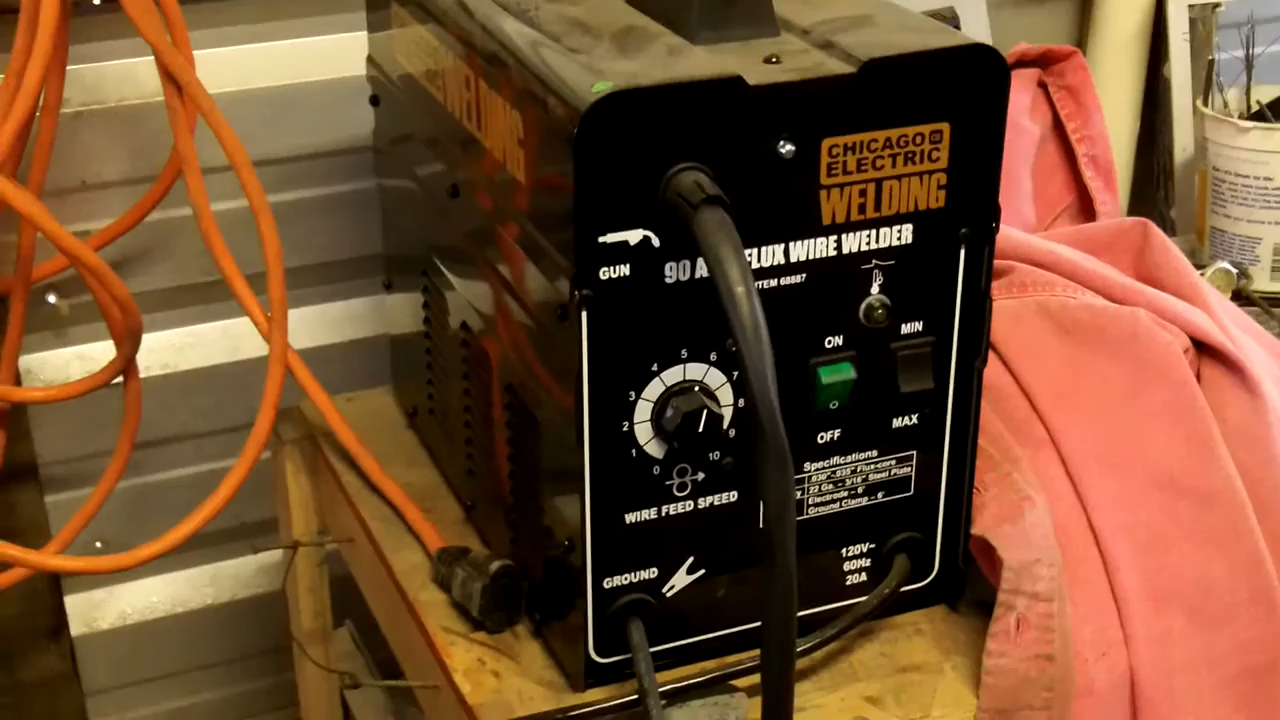 WELDING
CHICAGO CE
ELECTRIC
WELDING
90 A FLUX WIRE WELDER
ITEM 68887
GUN
ON
MIN
OFF
MAX
0 1 2 3 4 5 6 7 8 9 10
WIRE FEED SPEED
Specifications
.030"-.035" Flux-core
22 Ga. – 3/16" Steel Plate
Electrode – 6'
Ground Clamp – 6'
GROUND
120V~
60Hz
20A